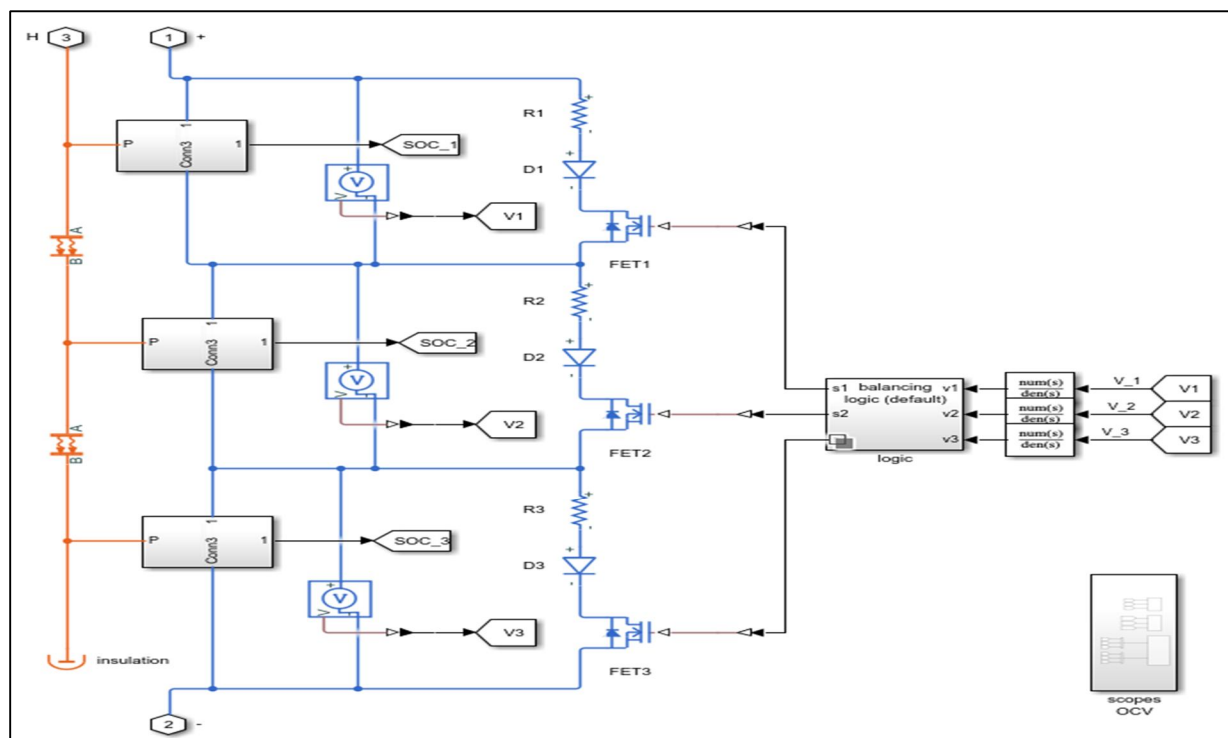 H 3 1 +
R1
+
-
1
P Conn3 1
SOC_1
+
D1
-
+
V
V
V1
A
B
FET1
+
R2
-
1
P Conn3 1
SOC_2
+
D2
-
+
V
V
V2
FET2
s1 balancing v1
logic (default)
s2 v2
v3
logic
num(s)
den(s)
V_1
V1
num(s)
den(s)
V_2
V2
num(s)
den(s)
V_3
V3
A
B
+
R3
-
1
P Conn3 1
SOC_3
+
D3
-
+
V
V
V3
FET3
insulation
2 -
scopes
OCV